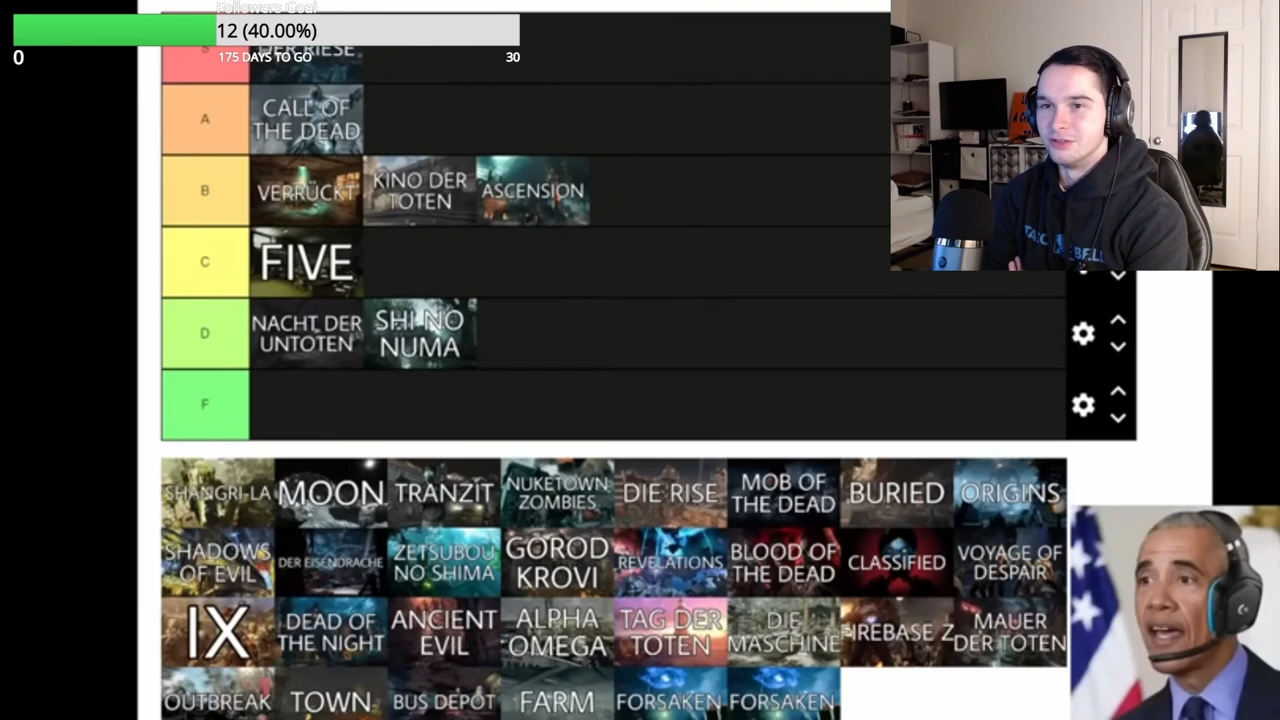 Followers Goal
12 (40.00%)
0
175 DAYS TO GO
30
S
DER RIESE
A
CALL OF THE DEAD
B
VERRÜCKT
KINO DER TOTEN
ASCENSION
C
FIVE
D
NACHT DER UNTOTEN
SHI NO NUMA
F
SHANGRI-LA
MOON
TRANZIT
NUKETOWN ZOMBIES
DIE RISE
MOB OF THE DEAD
BURIED
ORIGINS
SHADOWS OF EVIL
DER EISENDRACHE
ZETSUBOU NO SHIMA
GOROD KROVI
REVELATIONS
BLOOD OF THE DEAD
CLASSIFIED
VOYAGE OF DESPAIR
IX
DEAD OF THE NIGHT
ANCIENT EVIL
ALPHA OMEGA
TAG DER TOTEN
DIE MASCHINE
FIREBASE Z
MAUER DER TOTEN
OUTBREAK
TOWN
BUS DEPOT
FARM
FORSAKEN
FORSAKEN